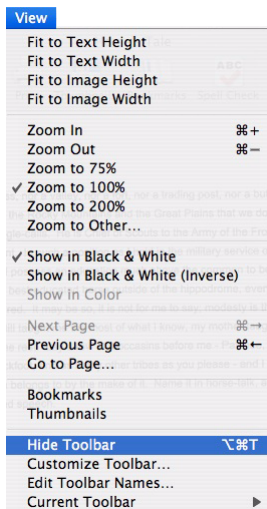 View
Fit to Text Height
Fit to Text Width
Fit to Image Height
Fit to Image Width
Zoom In ⌘+
Zoom Out ⌘−
Zoom to 75%
✓ Zoom to 100%
Zoom to 200%
Zoom to Other...
✓ Show in Black & White
Show in Black & White (Inverse)
Show in Color
Next Page ⌘→
Previous Page ⌘←
Go to Page...
Bookmarks
Thumbnails
Hide Toolbar ⌥⌘T
Customize Toolbar...
Edit Toolbar Names...
Current Toolbar ▶